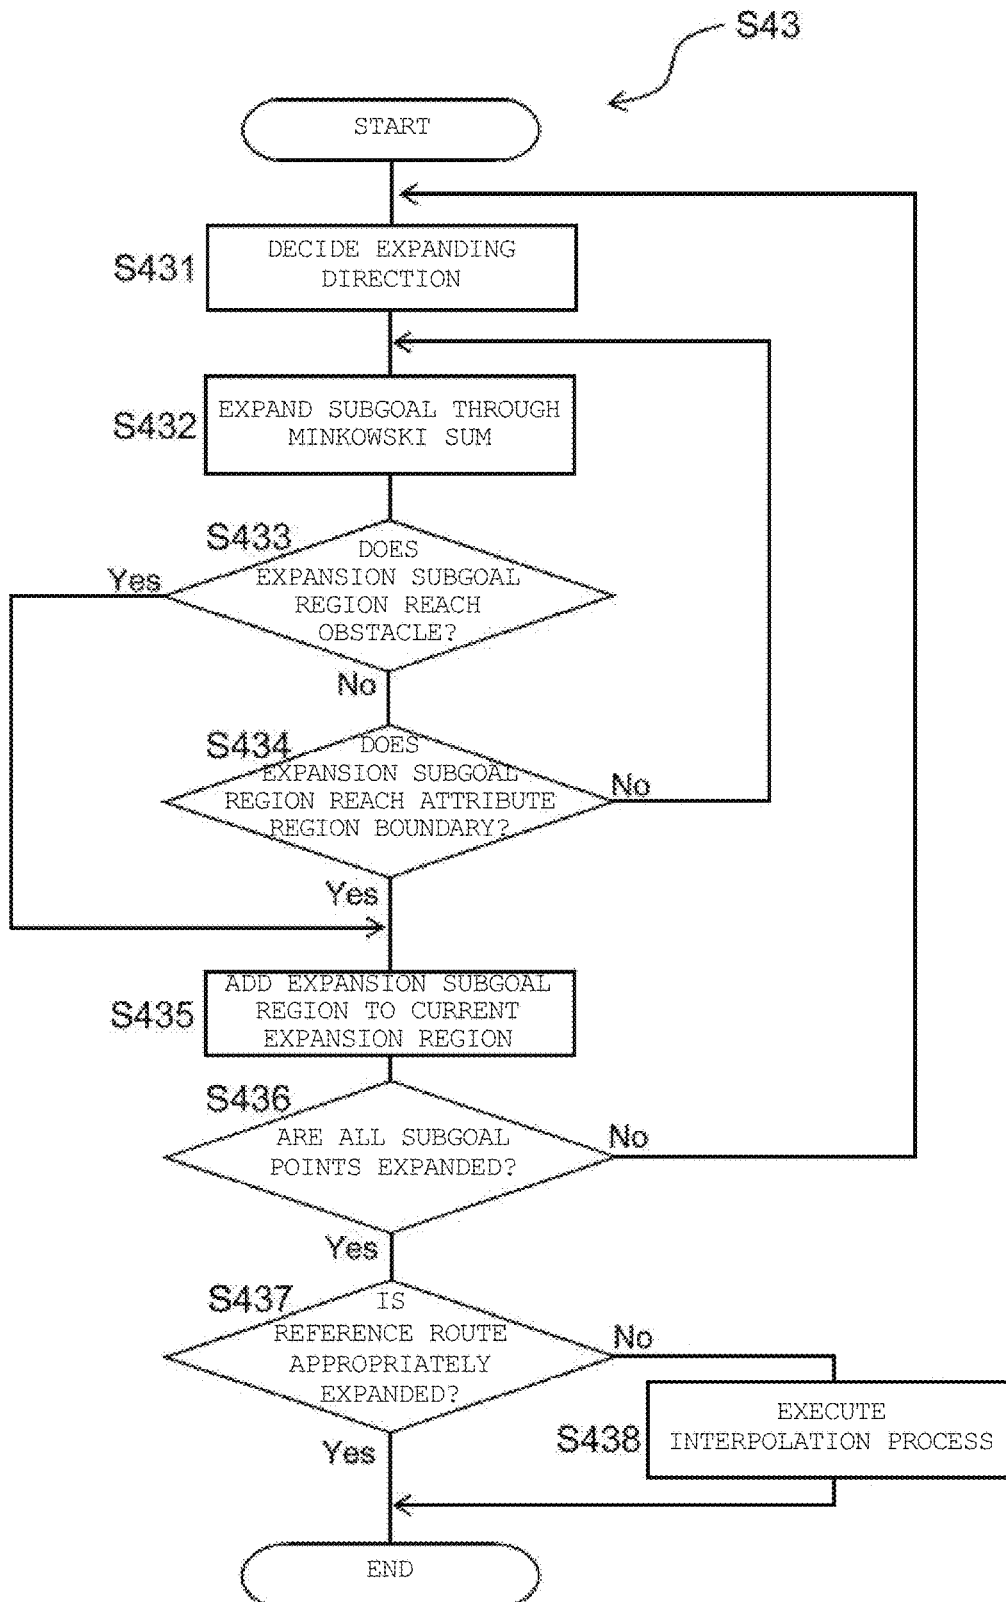 S43
START
S431
DECIDE EXPANDING
DIRECTION
S432
EXPAND SUBGOAL THROUGH
MINKOWSKI SUM
S433
DOES
EXPANSION SUBGOAL
REGION REACH
OBSTACLE?
Yes
No
S434
DOES
EXPANSION SUBGOAL
REGION REACH ATTRIBUTE
REGION BOUNDARY?
No
Yes
S435
ADD EXPANSION SUBGOAL
REGION TO CURRENT
EXPANSION REGION
S436
ARE ALL SUBGOAL
POINTS EXPANDED?
No
Yes
S437
IS
REFERENCE ROUTE
APPROPRIATELY
EXPANDED?
No
Yes
S438
EXECUTE
INTERPOLATION PROCESS
END